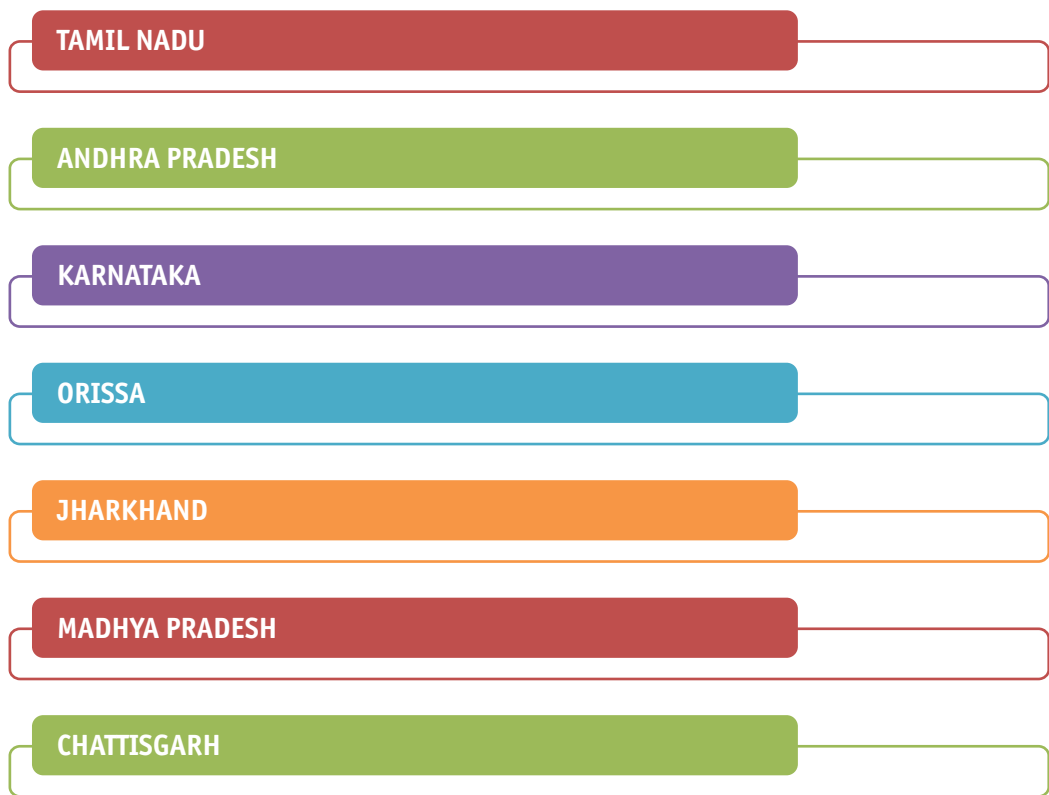 TAMIL NADU
ANDHRA PRADESH
KARNATAKA
ORISSA
JHARKHAND
MADHYA PRADESH
CHATTISGARH